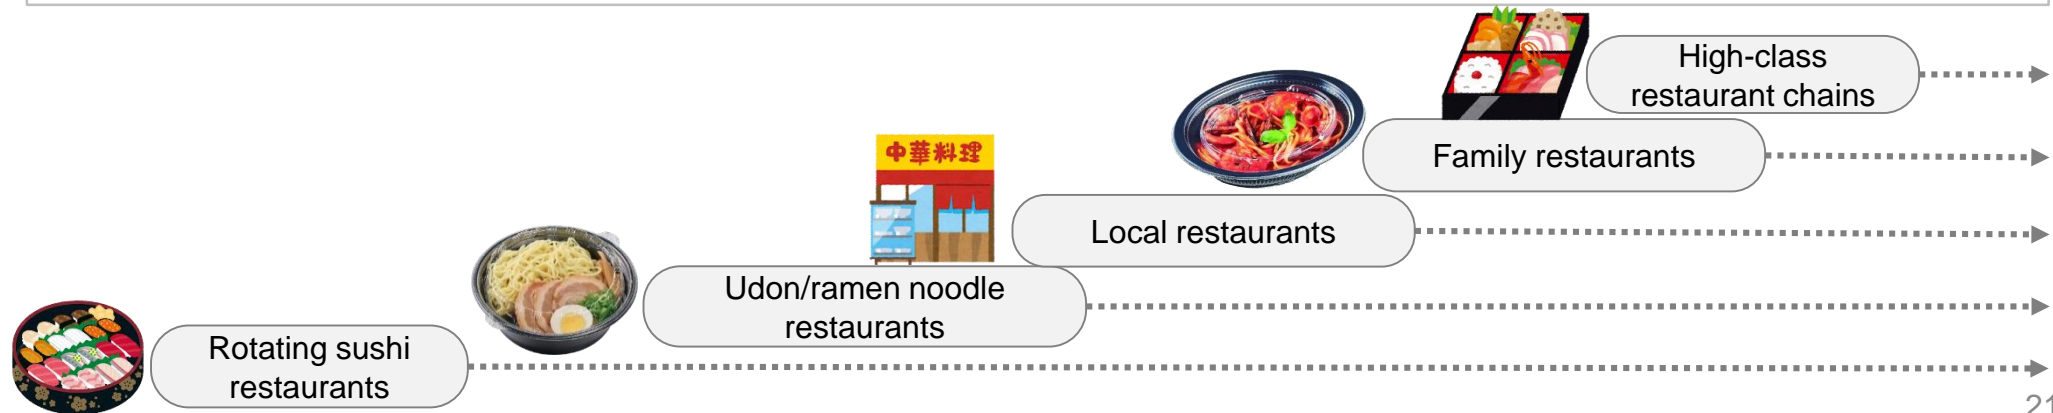 High-class
restaurant chains
Family restaurants
中華料理
Local restaurants
Udon/ramen noodle
restaurants
Rotating sushi
restaurants
21